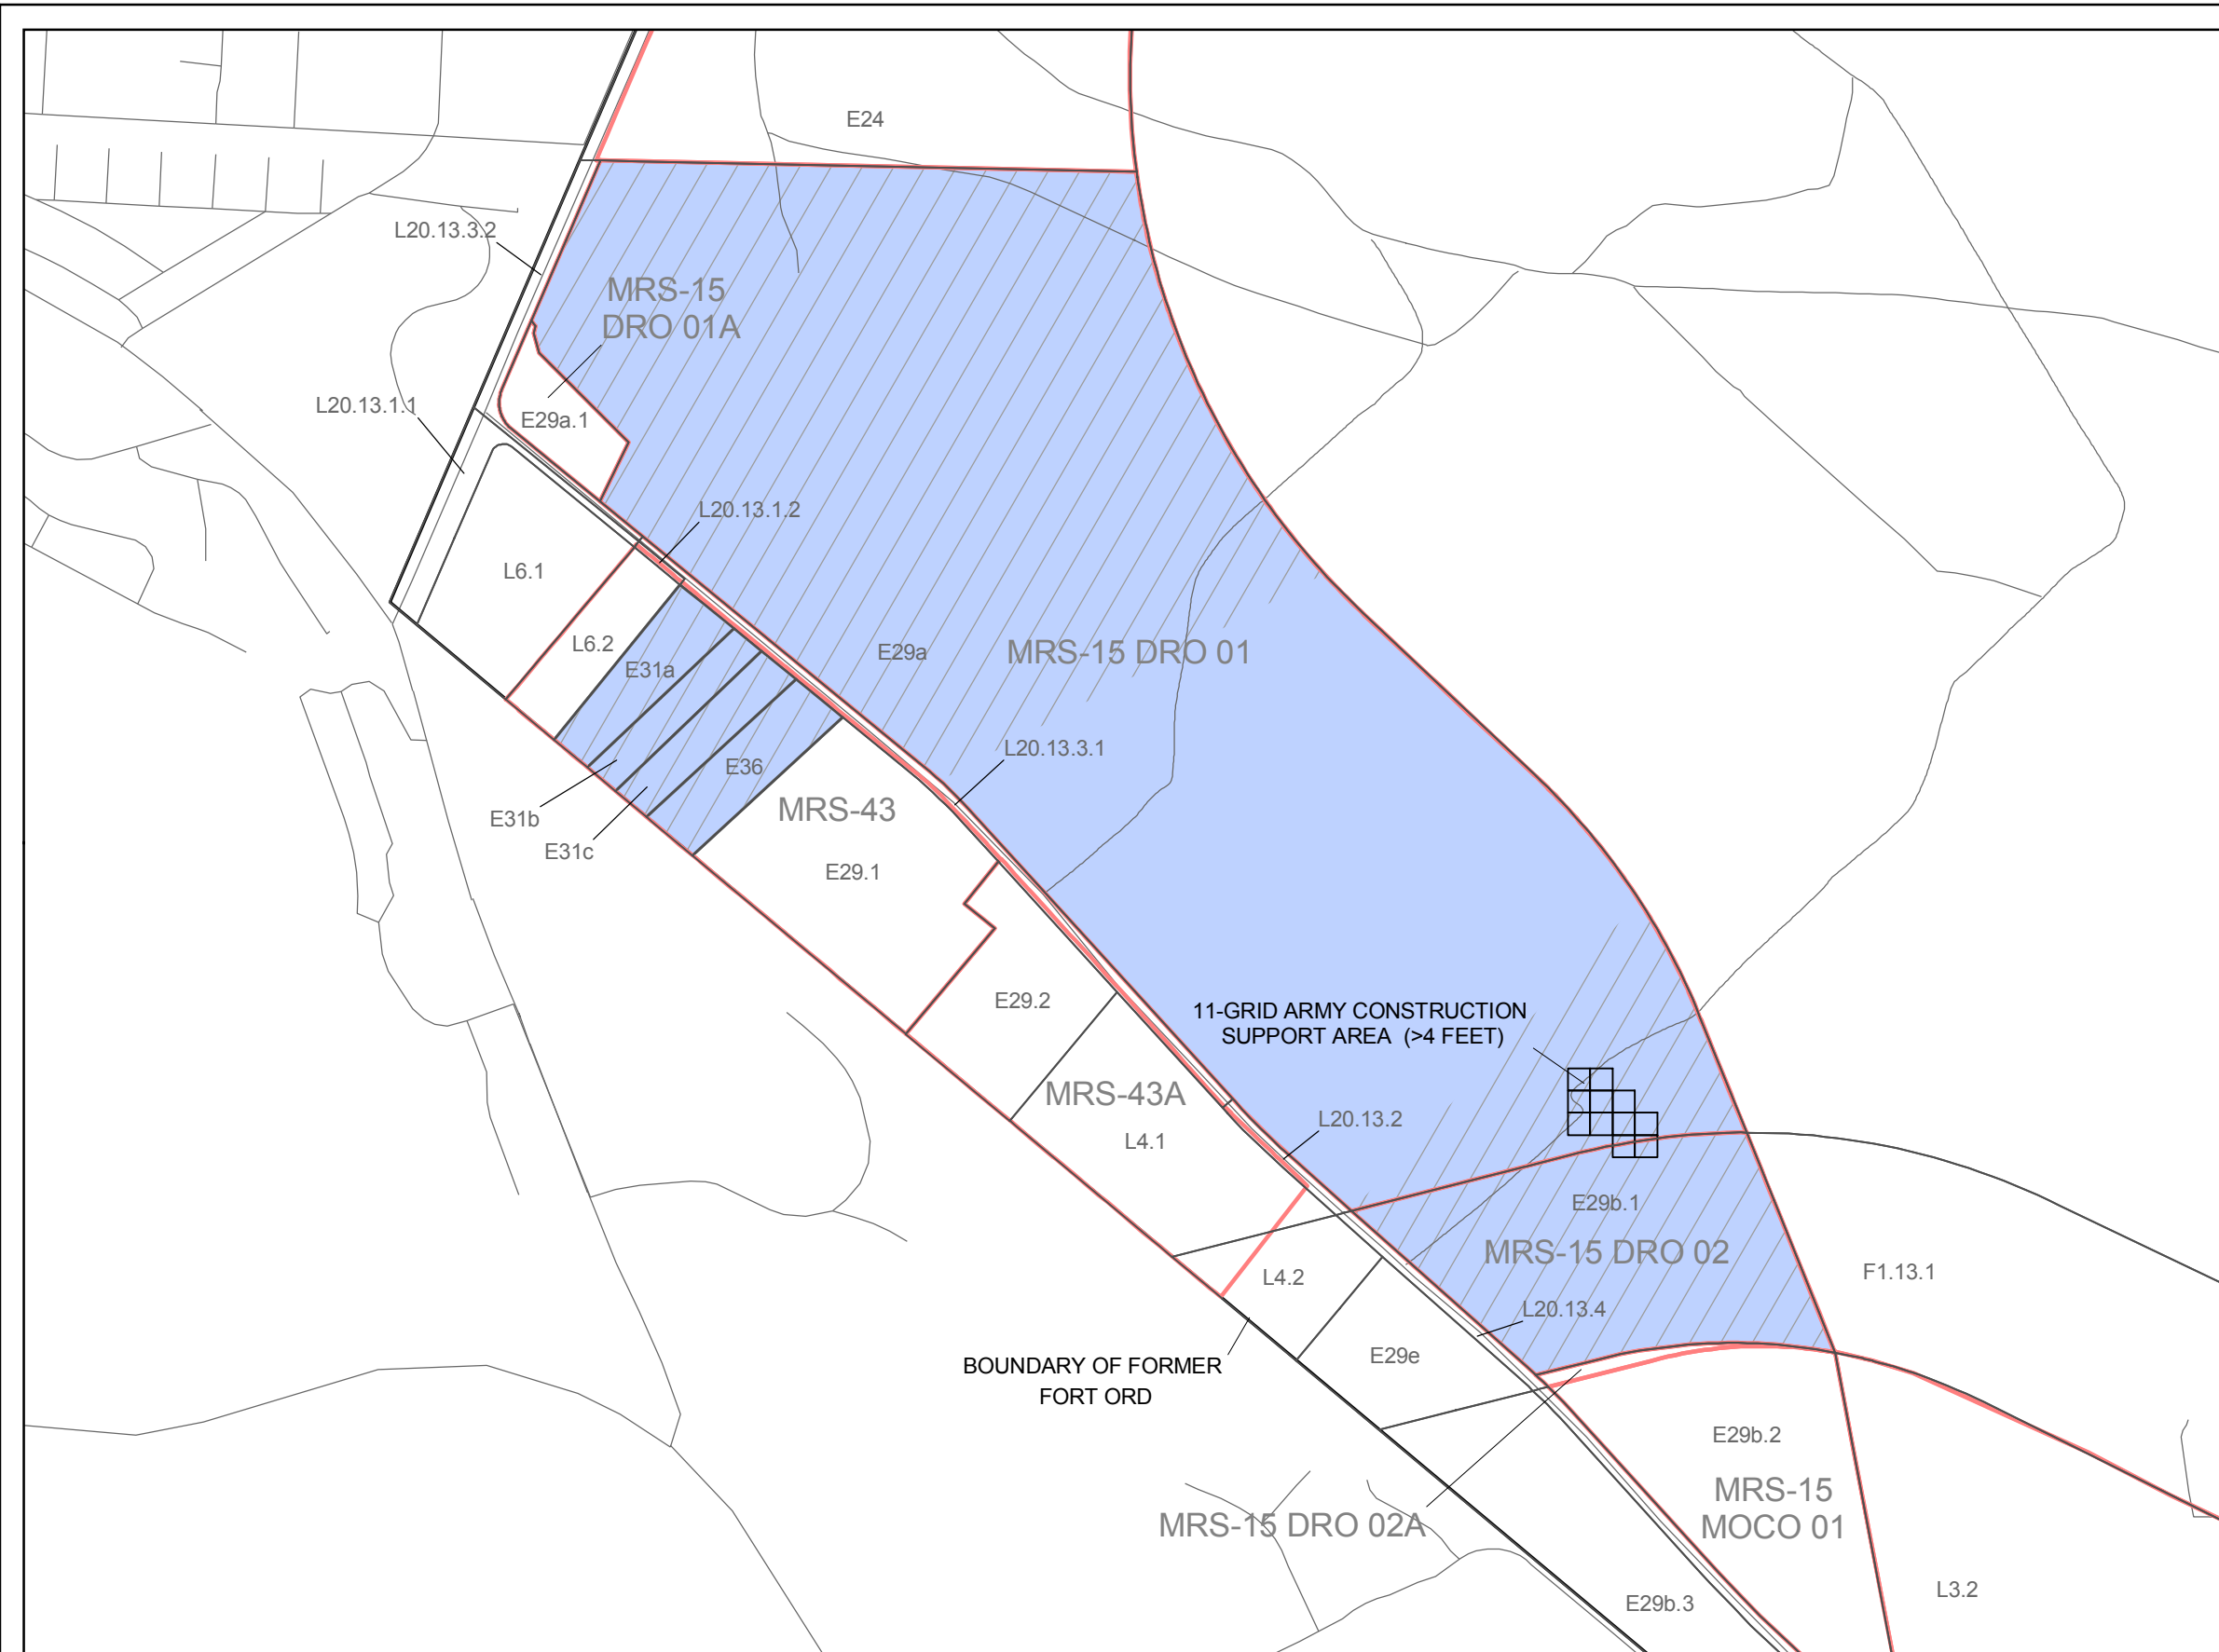 E24
L20.13.3.2
MRS-15
DRO 01A
L20.13.1.1
E29a.1
L20.13.1.2
L6.1
L6.2
E31a
E29a
MRS-15 DRO 01
L20.13.3.1
E36
E31b
E31c
MRS-43
E29.1
E29.2
11-GRID ARMY CONSTRUCTION
SUPPORT AREA (>4 FEET)
MRS-43A
L4.1
L20.13.2
E29b.1
MRS-15 DRO 02
F1.13.1
L4.2
L20.13.4
E29e
BOUNDARY OF FORMER
FORT ORD
E29b.2
MRS-15
MOCO 01
MRS-15 DRO 02A
L3.2
E29b.3